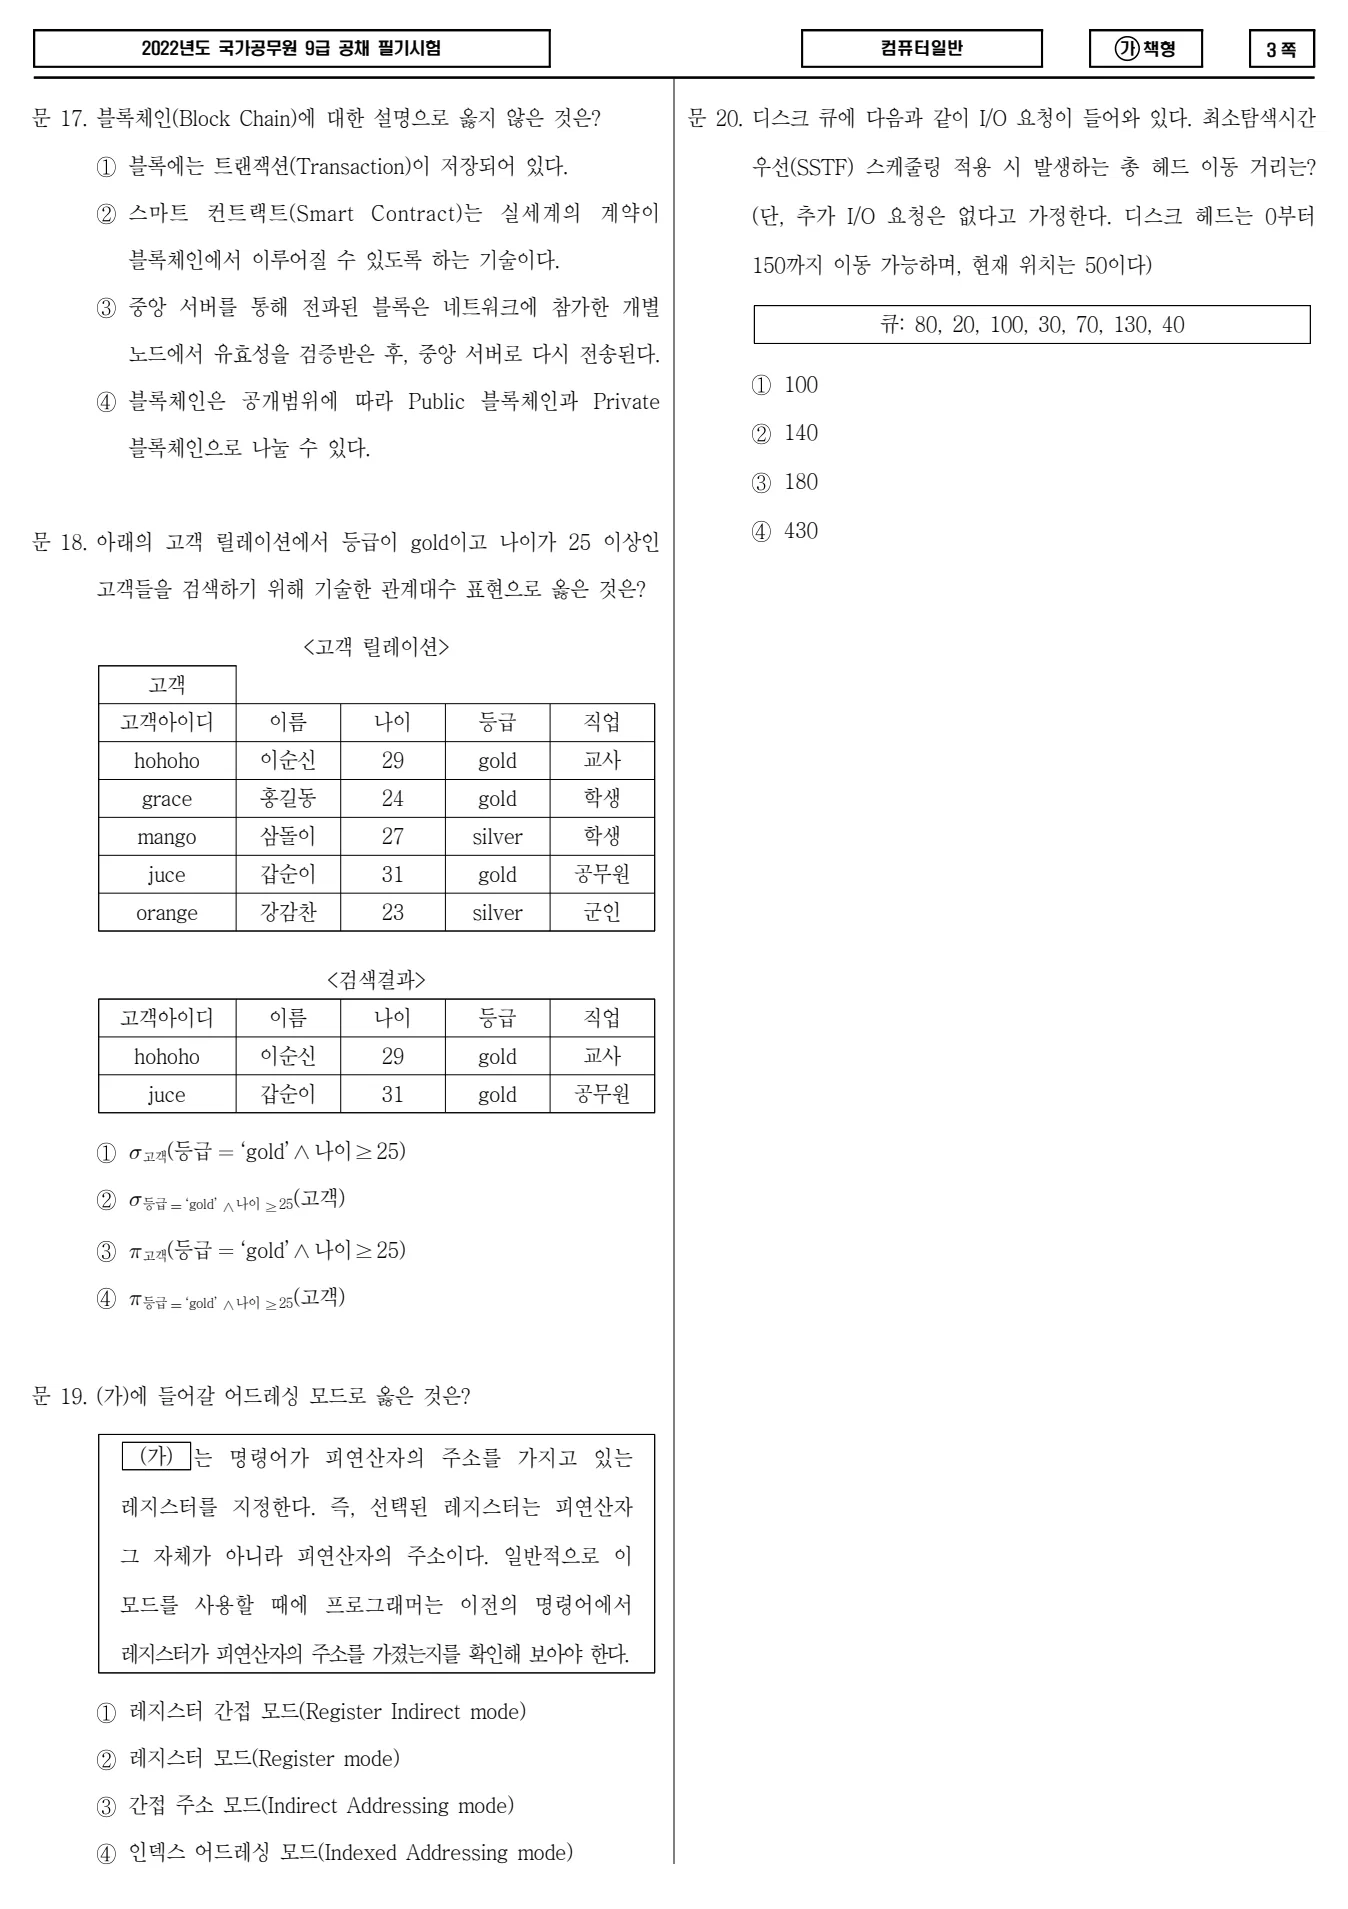 2022년도 국가공무원 9급 공채 필기시험
컴퓨터일반
㉮ 책형
3 쪽
문 17. 블록체인(Block Chain)에 대한 설명으로 옳지 않은 것은?
① 블록에는 트랜잭션(Transaction)이 저장되어 있다.
② 스마트 컨트랙트(Smart Contract)는 실세계의 계약이
블록체인에서 이루어질 수 있도록 하는 기술이다.
③ 중앙 서버를 통해 전파된 블록은 네트워크에 참가한 개별
노드에서 유효성을 검증받은 후, 중앙 서버로 다시 전송된다.
④ 블록체인은 공개범위에 따라 Public 블록체인과 Private
블록체인으로 나눌 수 있다.
문 18. 아래의 고객 릴레이션에서 등급이 gold이고 나이가 25 이상인
고객들을 검색하기 위해 기술한 관계대수 표현으로 옳은 것은?
<고객 릴레이션>
고객
고객아이디 이름 나이 등급 직업
hohoho 이순신 29 gold 교사
grace 홍길동 24 gold 학생
mango 삼돌이 27 silver 학생
juce 갑순이 31 gold 공무원
orange 강감찬 23 silver 군인
<검색결과>
고객아이디 이름 나이 등급 직업
hohoho 이순신 29 gold 교사
juce 갑순이 31 gold 공무원
① σ고객(등급 = ‘gold’ ∧ 나이 ≥ 25)
② σ등급 = ‘gold’ ∧ 나이 ≥ 25(고객)
③ π고객(등급 = ‘gold’ ∧ 나이 ≥ 25)
④ π등급 = ‘gold’ ∧ 나이 ≥ 25(고객)
문 19. (가)에 들어갈 어드레싱 모드로 옳은 것은?
(가) 는 명령어가 피연산자의 주소를 가지고 있는
레지스터를 지정한다. 즉, 선택된 레지스터는 피연산자
그 자체가 아니라 피연산자의 주소이다. 일반적으로 이
모드를 사용할 때에 프로그래머는 이전의 명령어에서
레지스터가 피연산자의 주소를 가졌는지를 확인해 보아야 한다.
① 레지스터 간접 모드(Register Indirect mode)
② 레지스터 모드(Register mode)
③ 간접 주소 모드(Indirect Addressing mode)
④ 인덱스 어드레싱 모드(Indexed Addressing mode)
문 20. 디스크 큐에 다음과 같이 I/O 요청이 들어와 있다. 최소탐색시간
우선(SSTF) 스케줄링 적용 시 발생하는 총 헤드 이동 거리는?
(단, 추가 I/O 요청은 없다고 가정한다. 디스크 헤드는 0부터
150까지 이동 가능하며, 현재 위치는 50이다)
큐: 80, 20, 100, 30, 70, 130, 40
① 100
② 140
③ 180
④ 430